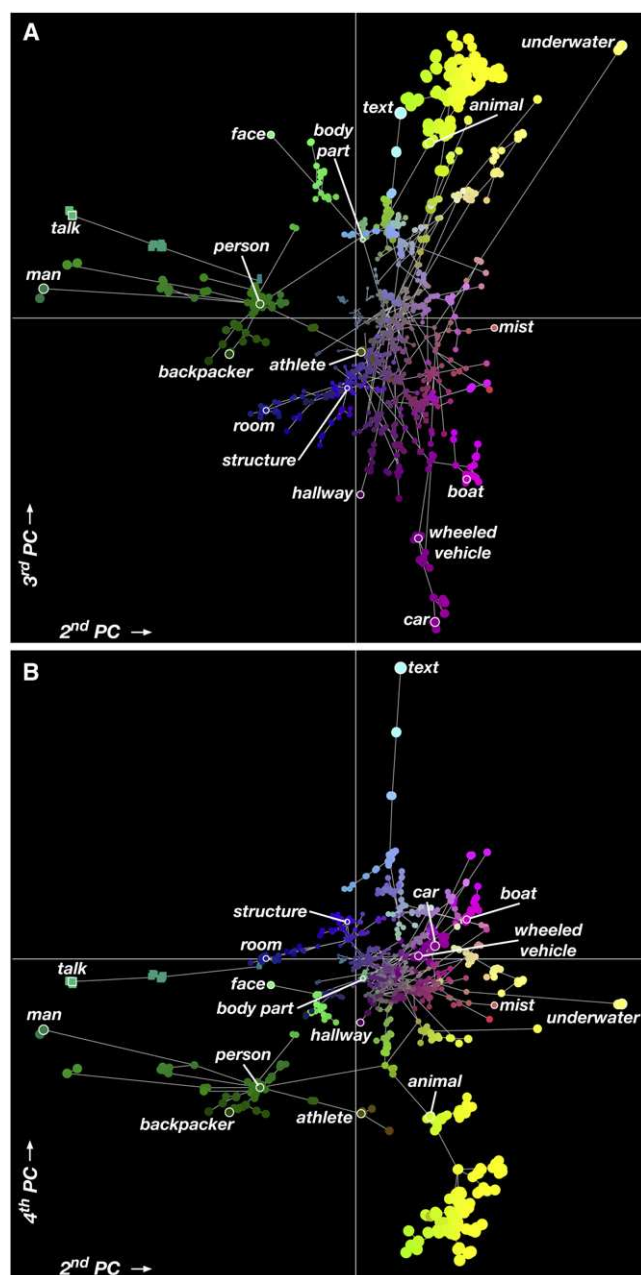 A
underwater
text
animal
face
body
part
talk
person
man
mist
backpacker
athlete
room
structure
hallway
boat
wheeled
vehicle
car
3rd PC →
2nd PC →
B
text
structure
car
boat
room
wheeled
vehicle
talk
face
body part
mist
underwater
man
hallway
person
animal
backpacker
athlete
4th PC →
2nd PC →